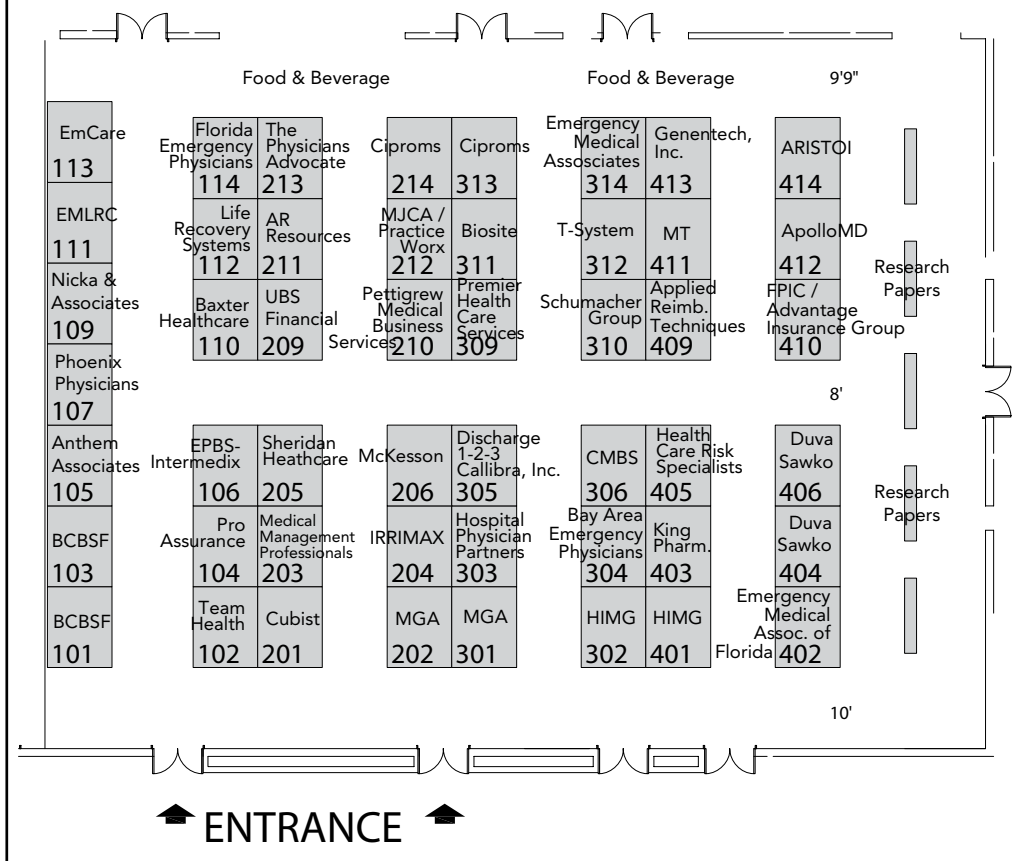 Food & Beverage
Food & Beverage
9'9"
EmCare
113
Florida
Emergency
Physicians
114
The
Physicians
Advocate
213
Ciproms
214
Ciproms
313
Emergency
Medical
Assosciates
314
Genentech,
Inc.
413
ARISTOI
414
EMLRC
111
Life
Recovery
Systems
112
AR
Resources
211
MJCA /
Practice
Worx
212
Biosite
311
T-System
312
MT
411
ApolloMD
412
Research
Papers
Nicka &
Associates
109
Baxter
Healthcare
110
UBS
Financial
Services
209
Pettigrew
Medical
Business
210
Premier
Health
Care
Services
309
Schumacher
Group
310
Applied
Reimb.
Techniques
409
FPIC /
Advantage
Insurance Group
410
Phoenix
Physicians
107
8'
Anthem
Associates
105
EPBS-
Intermedix
106
Sheridan
Heathcare
205
McKesson
206
Discharge
1-2-3
Callibra, Inc.
305
CMBS
306
Health
Care Risk
Specialists
405
Duva
Sawko
406
Research
Papers
BCBSF
103
Pro
Assurance
104
Medical
Management
Professionals
203
IRRIMAX
204
Hospital
Physician
Partners
303
Bay Area
Emergency
Physicians
304
King
Pharm.
403
Duva
Sawko
404
BCBSF
101
Team
Health
102
Cubist
201
MGA
202
MGA
301
HIMG
302
HIMG
401
Emergency
Medical
Assoc. of
Florida
402
10'
ENTRANCE